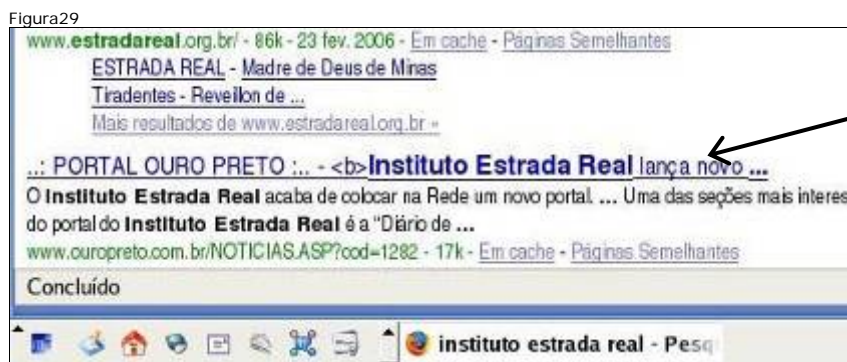 Figura29
www.estradareal.org.br/ - 86k - 23 fev. 2006 - Em cache - Páginas Semelhantes
ESTRADA REAL - Madre de Deus de Minas
Tiradentes - Reveillon de ...
Mais resultados de www.estradareal.org.br »
..: PORTAL OURO PRETO :.. - <b>Instituto Estrada Real lança novo ...
O Instituto Estrada Real acaba de colocar na Rede um novo portal. ... Uma das seções mais interes
do portal do Instituto Estrada Real é a "Diário de ...
www.ouropreto.com.br/NOTICIAS.ASP?cod=1282 - 17k - Em cache - Páginas Semelhantes
Concluído
instituto estrada real - Pesq